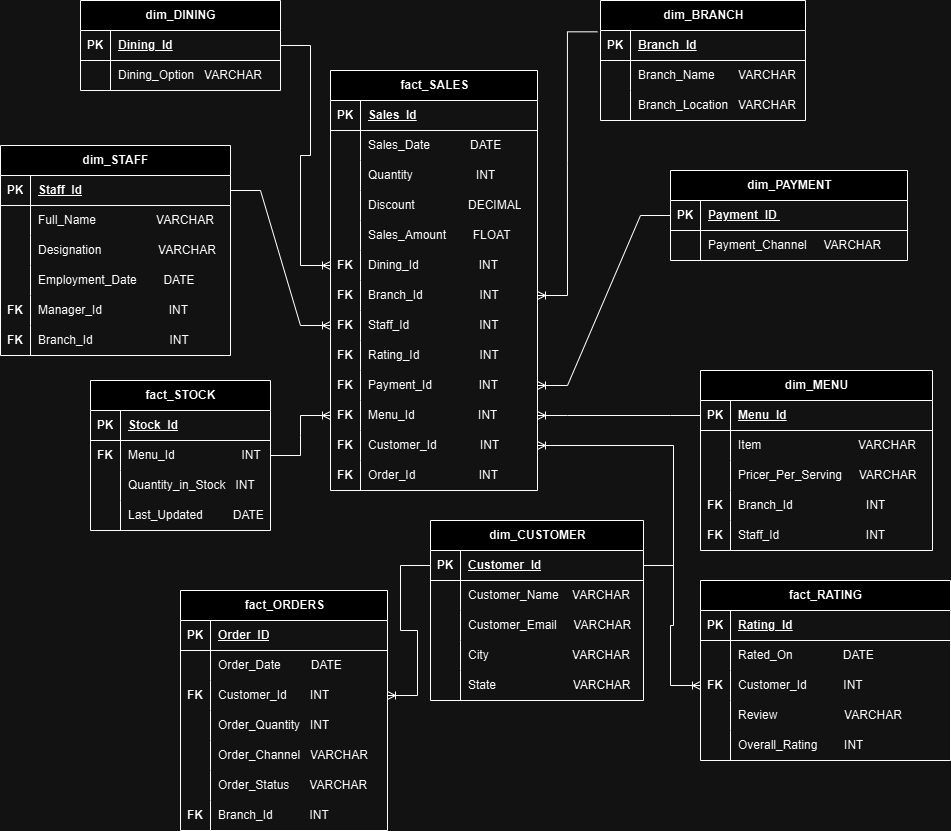 dim_DINING
PK Dining_Id
Dining_Option VARCHAR
dim_BRANCH
PK Branch_Id
Branch_Name VARCHAR
Branch_Location VARCHAR
fact_SALES
PK Sales_Id
Sales_Date DATE
Quantity INT
Discount DECIMAL
Sales_Amount FLOAT
FK Dining_Id INT
FK Branch_Id INT
FK Staff_Id INT
FK Rating_Id INT
FK Payment_Id INT
FK Menu_Id INT
FK Customer_Id INT
FK Order_Id INT
dim_STAFF
PK Staff_Id
Full_Name VARCHAR
Designation VARCHAR
Employment_Date DATE
FK Manager_Id INT
FK Branch_Id INT
dim_PAYMENT
PK Payment_ID
Payment_Channel VARCHAR
fact_STOCK
PK Stock_Id
FK Menu_Id INT
Quantity_in_Stock INT
Last_Updated DATE
dim_MENU
PK Menu_Id
Item VARCHAR
Pricer_Per_Serving VARCHAR
FK Branch_Id INT
FK Staff_Id INT
dim_CUSTOMER
PK Customer_Id
Customer_Name VARCHAR
Customer_Email VARCHAR
City VARCHAR
State VARCHAR
fact_ORDERS
PK Order_ID
Order_Date DATE
FK Customer_Id INT
Order_Quantity INT
Order_Channel VARCHAR
Order_Status VARCHAR
FK Branch_Id INT
fact_RATING
PK Rating_Id
Rated_On DATE
FK Customer_Id INT
Review VARCHAR
Overall_Rating INT